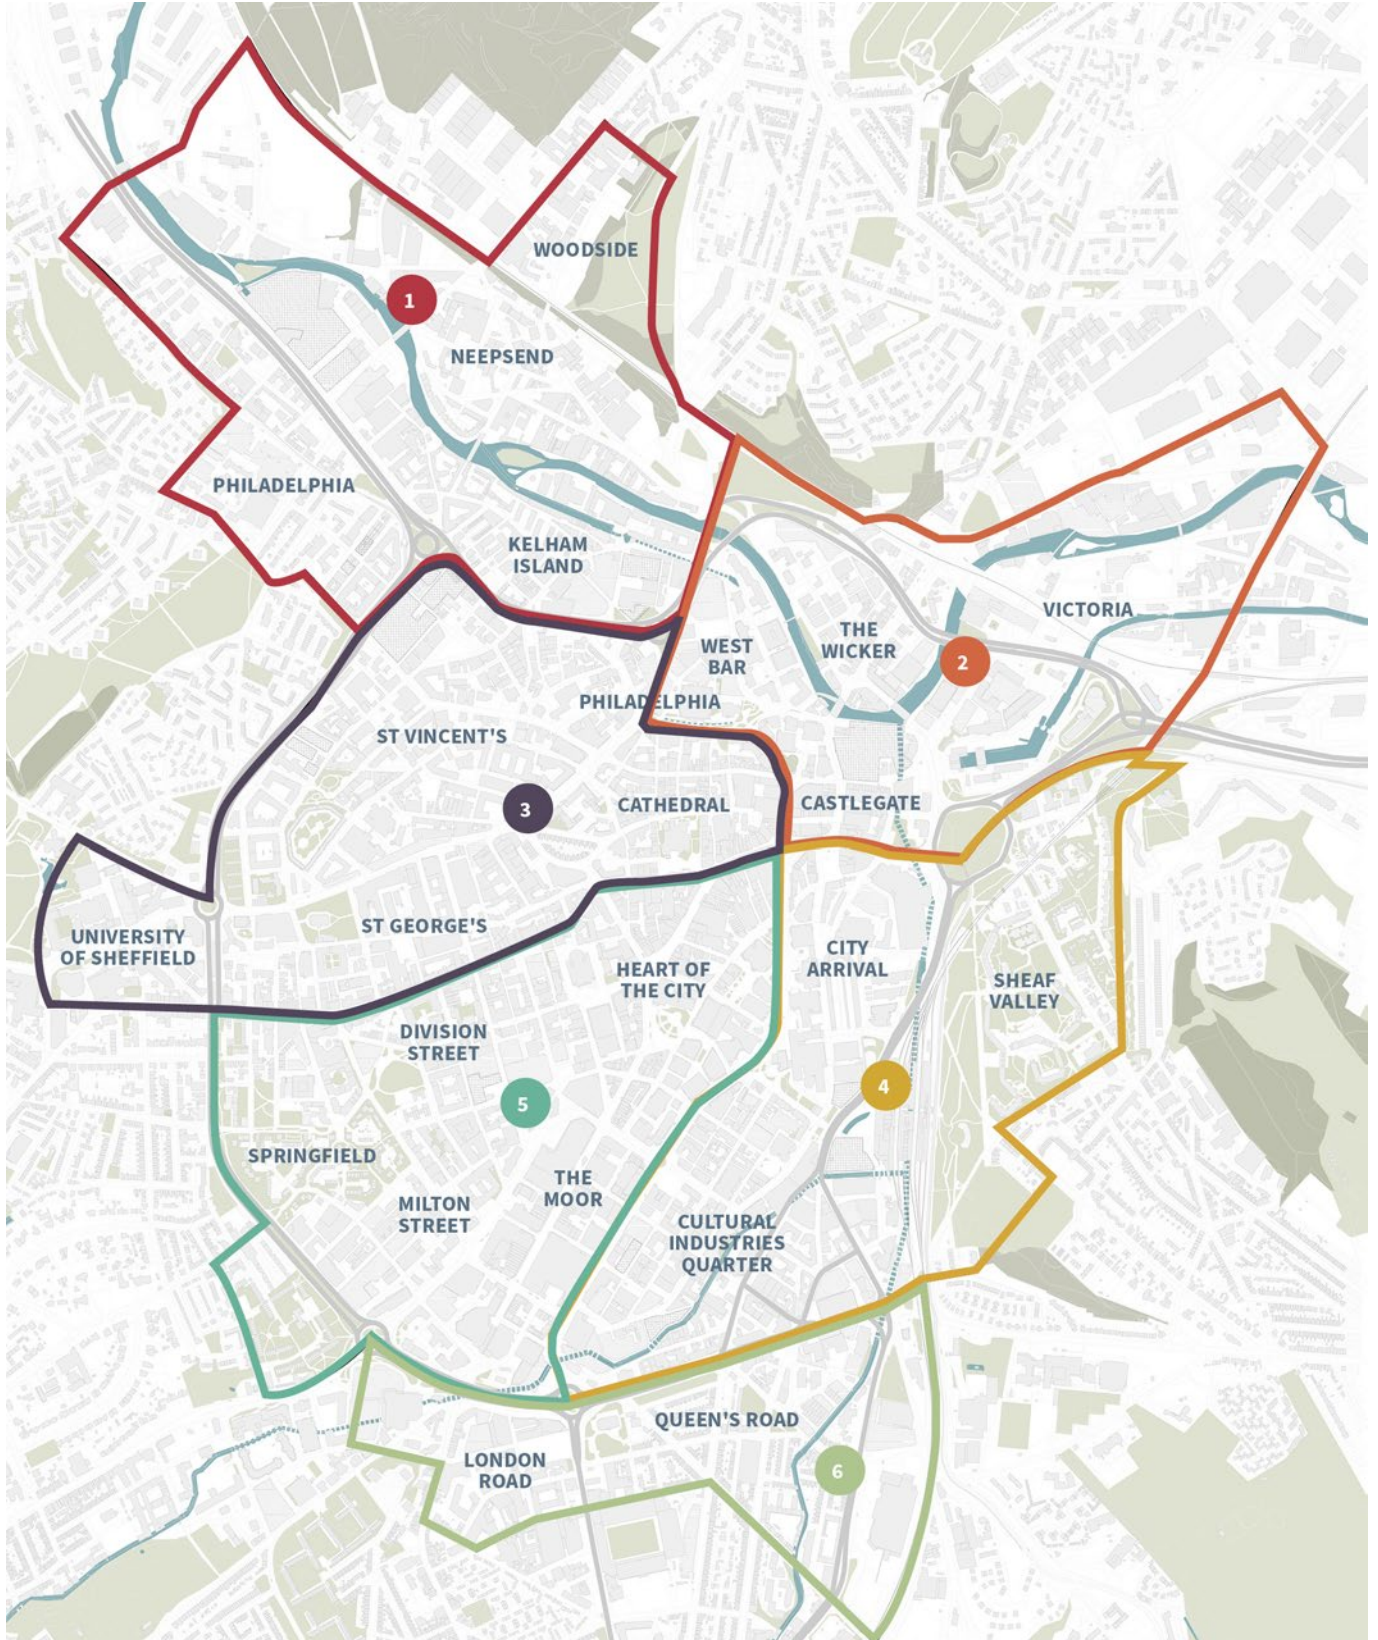 WOODSIDE
1
NEEPSEND
PHILADELPHIA
KELHAM
ISLAND
VICTORIA
THE
WICKER
WEST
BAR
2
PHILADELPHIA
ST VINCENT'S
3
CATHEDRAL
CASTLEGATE
ST GEORGE'S
UNIVERSITY
OF SHEFFIELD
HEART OF
THE CITY
CITY
ARRIVAL
SHEAF
VALLEY
DIVISION
STREET
4
5
SPRINGFIELD
THE
MOOR
MILTON
STREET
CULTURAL
INDUSTRIES
QUARTER
QUEEN'S ROAD
LONDON
ROAD
6